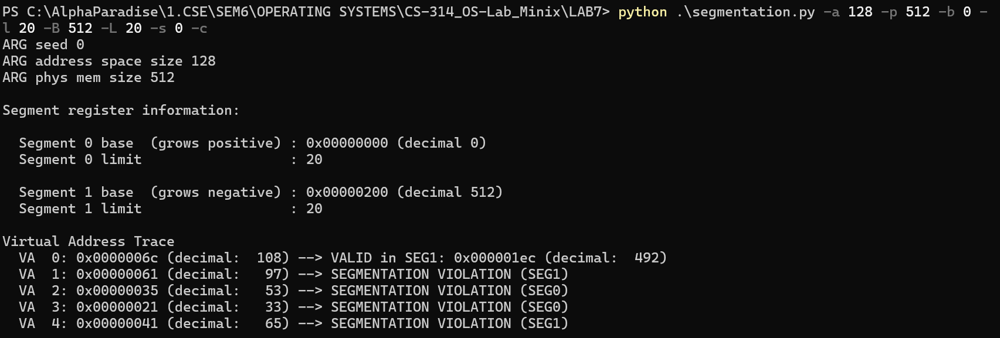 PS C:\AlphaParadise\1.CSE\SEM6\OPERATING SYSTEMS\CS-314_OS-Lab_Minix\LAB7> python .\segmentation.py -a 128 -p 512 -b 0 -
l 20 -B 512 -L 20 -s 0 -c
ARG seed 0
ARG address space size 128
ARG phys mem size 512

Segment register information:

  Segment 0 base  (grows positive) : 0x00000000 (decimal 0)
  Segment 0 limit                  : 20

  Segment 1 base  (grows negative) : 0x00000200 (decimal 512)
  Segment 1 limit                  : 20

Virtual Address Trace
  VA  0: 0x0000006c (decimal:  108) --> VALID in SEG1: 0x000001ec (decimal:  492)
  VA  1: 0x00000061 (decimal:   97) --> SEGMENTATION VIOLATION (SEG1)
  VA  2: 0x00000035 (decimal:   53) --> SEGMENTATION VIOLATION (SEG0)
  VA  3: 0x00000021 (decimal:   33) --> SEGMENTATION VIOLATION (SEG0)
  VA  4: 0x00000041 (decimal:   65) --> SEGMENTATION VIOLATION (SEG1)